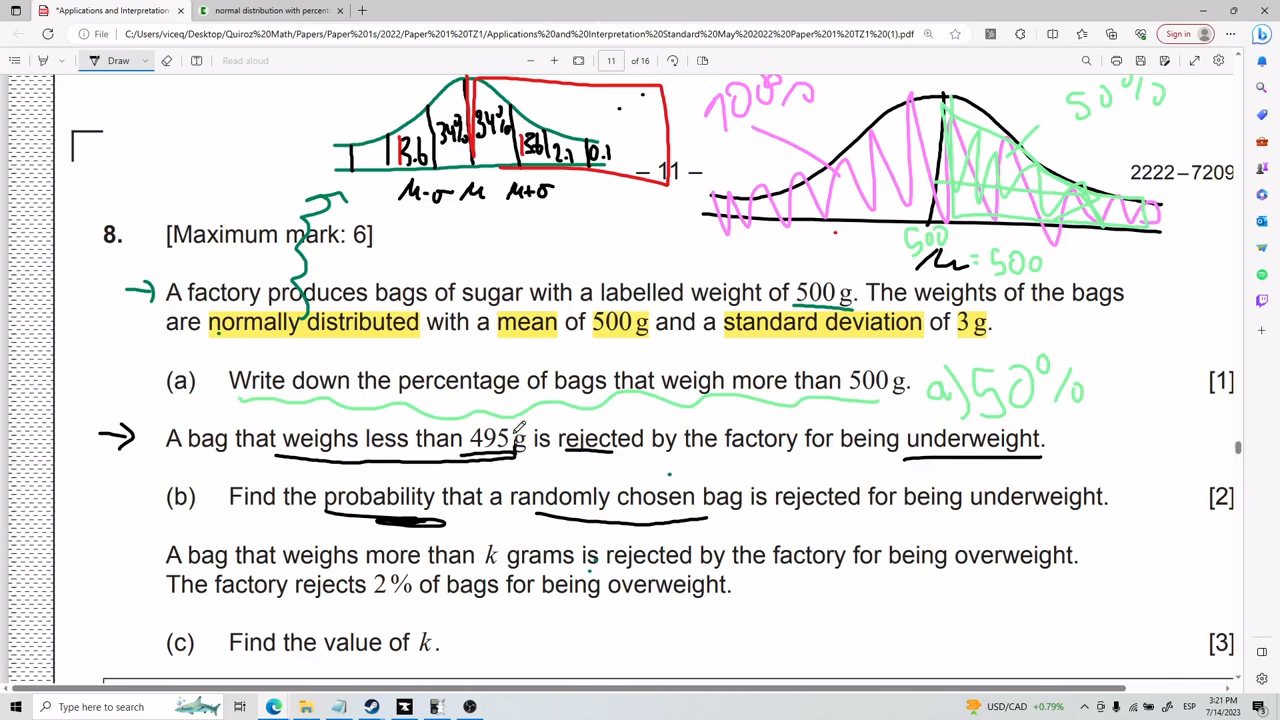 *Applications and Interpretation
normal distribution with percent
File
C:/Users/viceq/Desktop/Quiroz%20Math/Papers/Paper%201s/2022/Paper%201%20TZ1/Applications%20and%20Interpretation%20Standard%20May%202022%20Paper%201%20TZ1%20(1).pdf
Sign in
Draw
Read aloud
11 of 16
100%
50%
34% 34%
13.6
2.1 0.1
μ-σ μ μ+σ
– 11 –
2222–7209
500
μ = 500
8. [Maximum mark: 6]
A factory produces bags of sugar with a labelled weight of 500 g. The weights of the bags
are normally distributed with a mean of 500 g and a standard deviation of 3 g.
(a) Write down the percentage of bags that weigh more than 500 g. [1]
a) 50%
A bag that weighs less than 495 g is rejected by the factory for being underweight.
(b) Find the probability that a randomly chosen bag is rejected for being underweight. [2]
A bag that weighs more than k grams is rejected by the factory for being overweight.
The factory rejects 2 % of bags for being overweight.
(c) Find the value of k. [3]
Type here to search
USD/CAD +0.79%
ESP
3:21 PM
7/14/2023